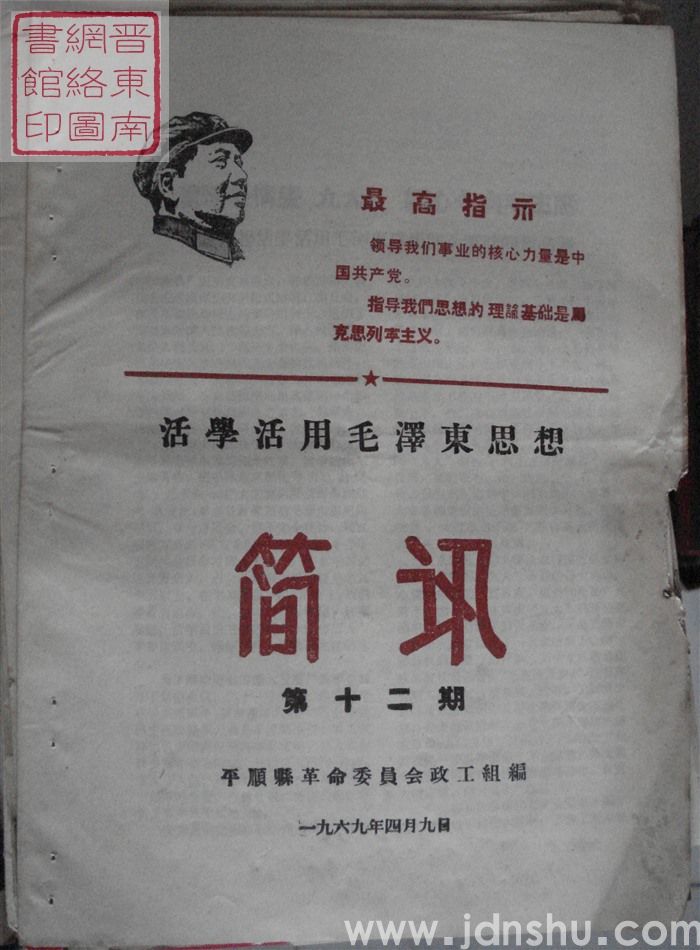 晋東南
網絡圖
書館印
最高指示
领导我们事业的核心力量是中
国共产党。
指导我們思想的理論基础是馬
克思列宁主义。
活學活用毛澤東思想
简讯
第十二期
平順縣革命委員会政工組編
一九六九年四月九日
www.jdnshu.com